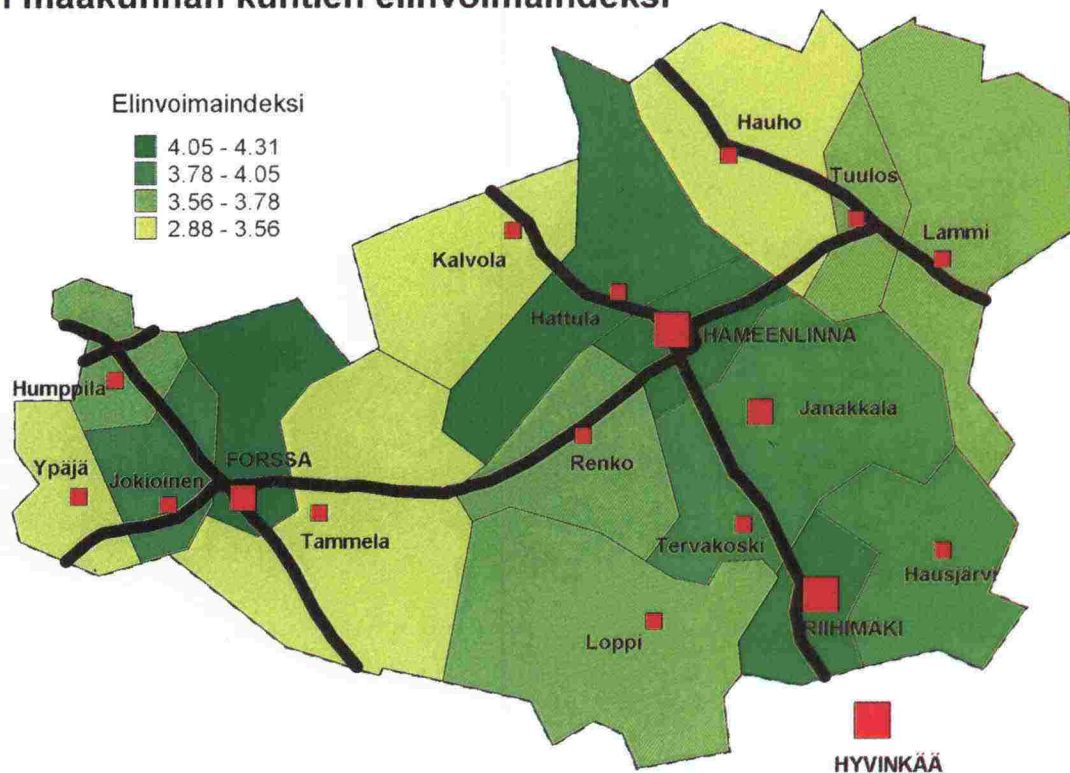 maakunnan kuntien elinvoimaindeksi
Elinvoimaindeksi
4.05 - 4.31
3.78 - 4.05
3.56 - 3.78
2.88 - 3.56
Hauho
Tuulos
Lammi
Kalvola
Hattula
HÄMEENLINNA
Humppila
Janakkala
Renko
Ypäjä
Jokioinen
FORSSA
Tammela
Tervakoski
Hausjärvi
Loppi
RIIHIMÄKI
HYVINKÄÄ